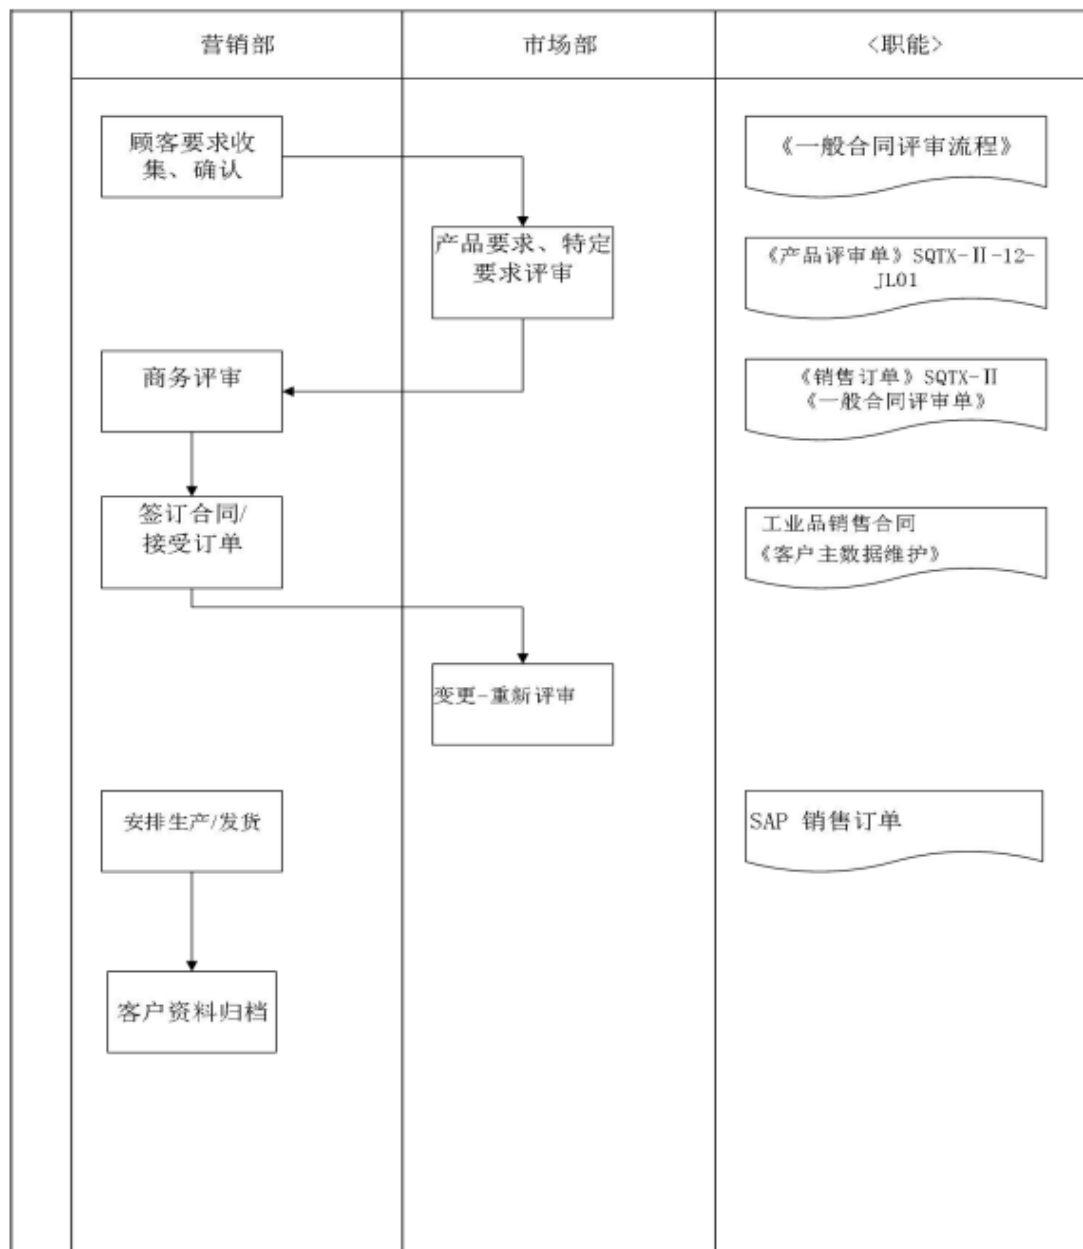 营销部
市场部
<职能>
顾客要求收
集、确认
《一般合同评审流程》
产品要求、特定
要求评审
《产品评审单》SQTX-Ⅱ-12-
JL01
商务评审
《销售订单》SQTX-Ⅱ
《一般合同评审单》
签订合同/
接受订单
工业品销售合同
《客户主数据维护》
变更-重新评审
安排生产/发货
SAP 销售订单
客户资料归档